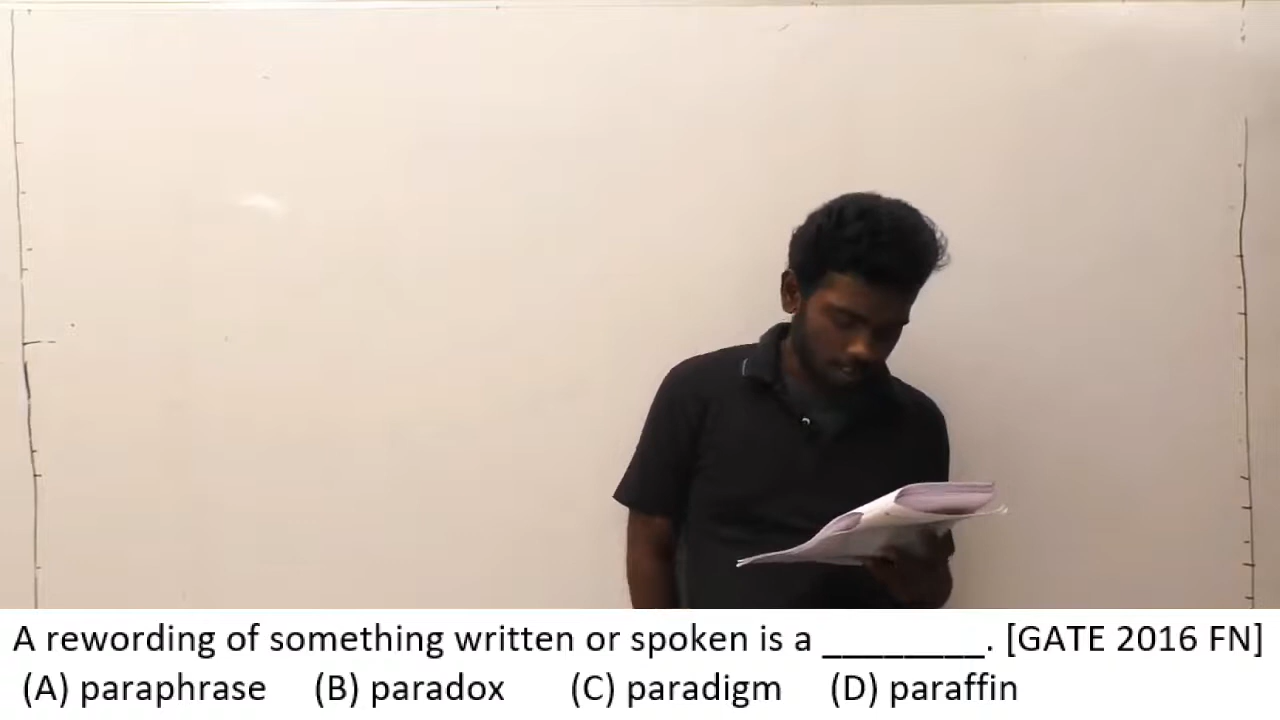 A rewording of something written or spoken is a ________. [GATE 2016 FN]
(A) paraphrase (B) paradox (C) paradigm (D) paraffin